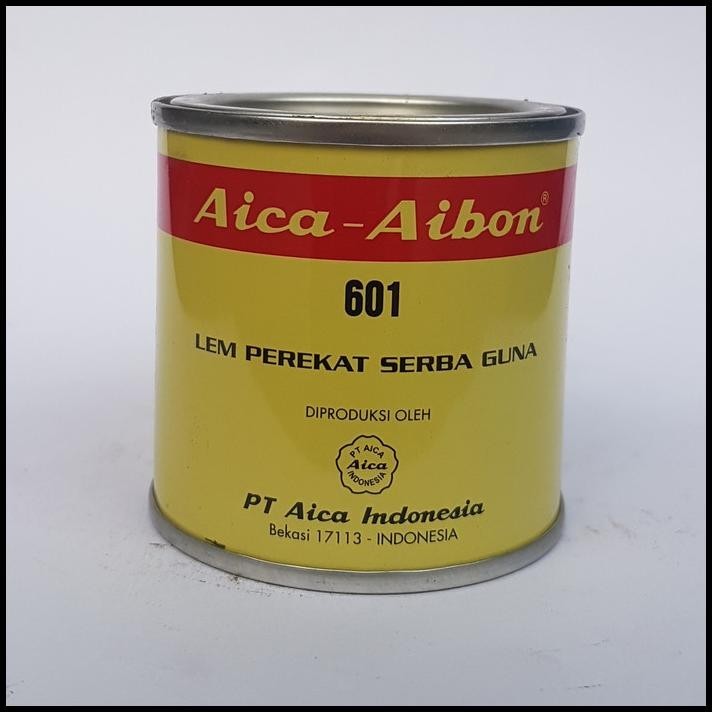 Aica-Aibon®
601
LEM PEREKAT SERBA GUNA
DIPRODUKSI OLEH
PT AICA
Aica
INDONESIA
PT Aica Indonesia
Bekasi 17113 - INDONESIA